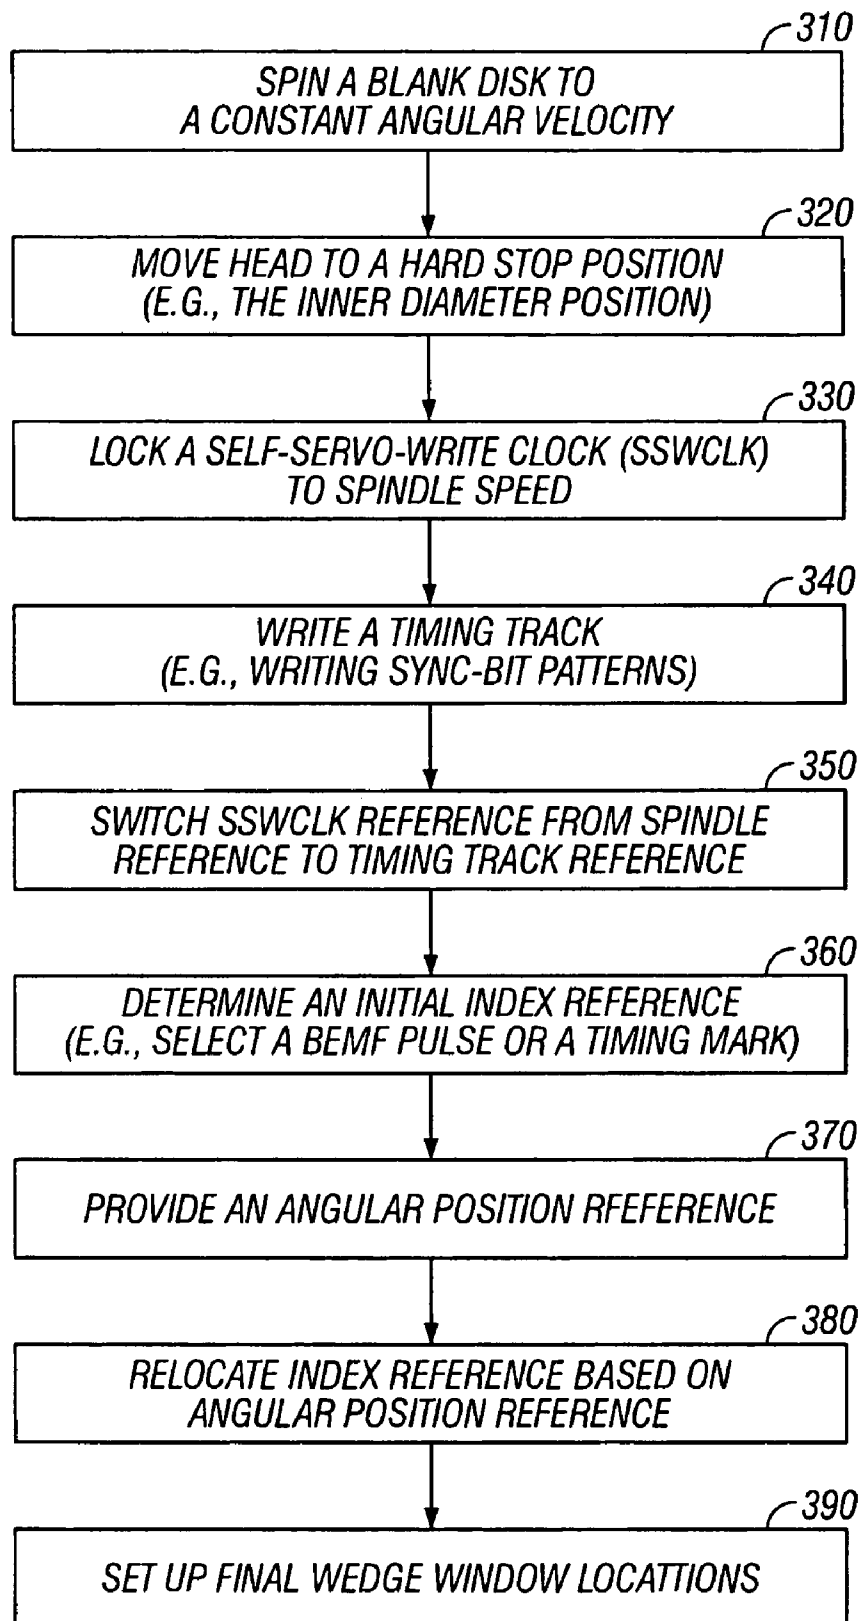 310
SPIN A BLANK DISK TO
A CONSTANT ANGULAR VELOCITY
320
MOVE HEAD TO A HARD STOP POSITION
(E.G., THE INNER DIAMETER POSITION)
330
LOCK A SELF-SERVO-WRITE CLOCK (SSWCLK)
TO SPINDLE SPEED
340
WRITE A TIMING TRACK
(E.G., WRITING SYNC-BIT PATTERNS)
350
SWITCH SSWCLK REFERENCE FROM SPINDLE
REFERENCE TO TIMING TRACK REFERENCE
360
DETERMINE AN INITIAL INDEX REFERENCE
(E.G., SELECT A BEMF PULSE OR A TIMING MARK)
370
PROVIDE AN ANGULAR POSITION RFEFERENCE
380
RELOCATE INDEX REFERENCE BASED ON
ANGULAR POSITION REFERENCE
390
SET UP FINAL WEDGE WINDOW LOCATTIONS